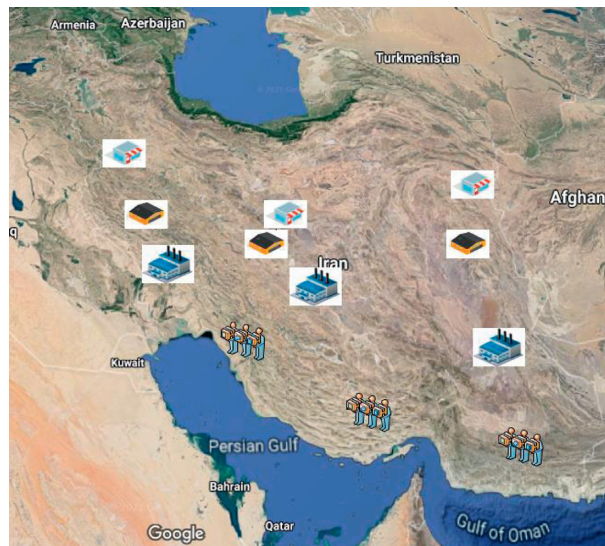 Armenia
Azerbaijan
Turkmenistan
Afghan
q
Iran
Kuwait
Persian Gulf
Bahrain
Qatar
Google
Gulf of Oman